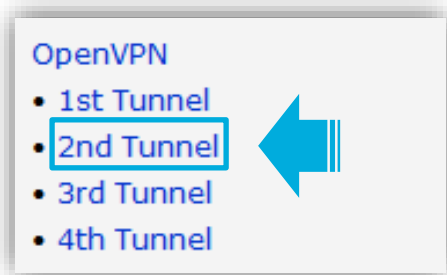 OpenVPN
• 1st Tunnel
• 2nd Tunnel
• 3rd Tunnel
• 4th Tunnel